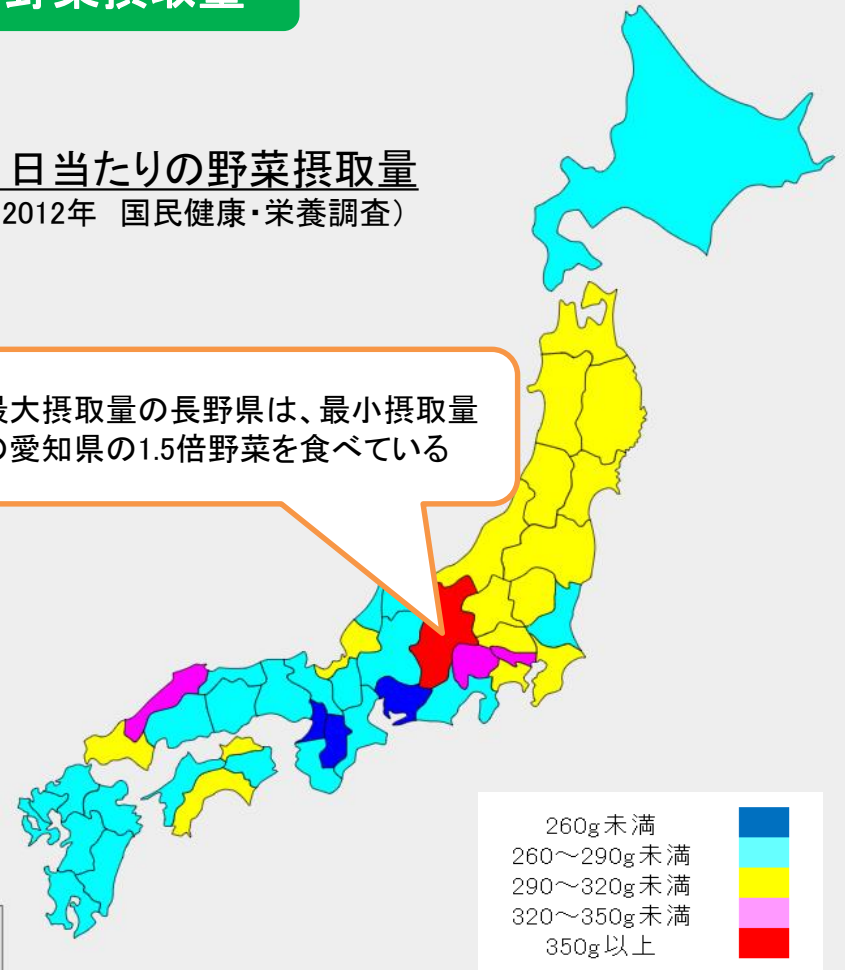 野菜摂取量
日当たりの野菜摂取量
2012年 国民健康・栄養調査）
最大摂取量の長野県は、最小摂取量
の愛知県の1.5倍野菜を食べている
260g未満
260～290g未満
290～320g未満
320～350g未満
350g以上